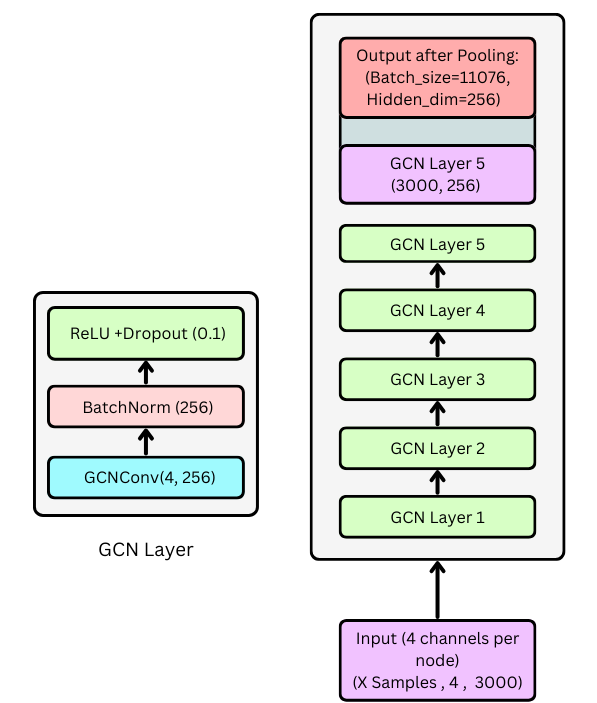 ReLU +Dropout (0.1)
BatchNorm (256)
GCNConv(4, 256)
GCN Layer
Output after Pooling:
(Batch_size=11076,
Hidden_dim=256)
GCN Layer 5
(3000, 256)
GCN Layer 5
GCN Layer 4
GCN Layer 3
GCN Layer 2
GCN Layer 1
Input (4 channels per
node)
(X Samples , 4 , 3000)